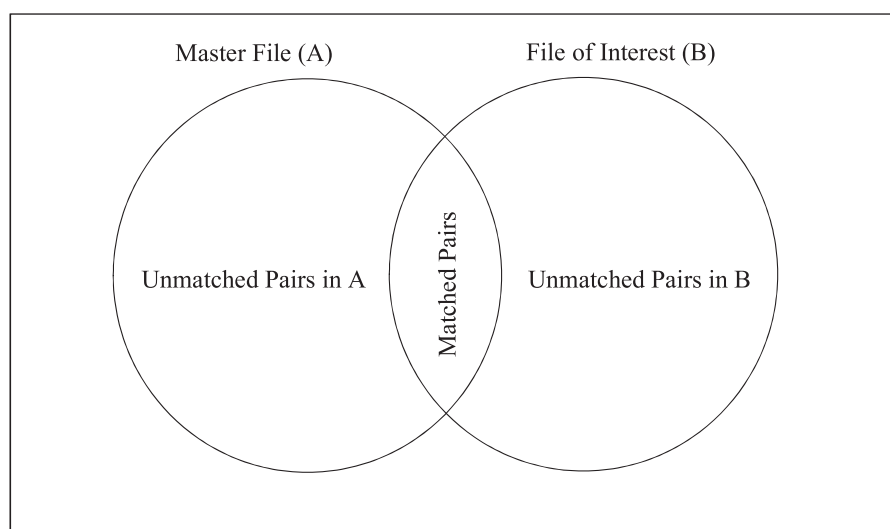 Master File (A)
File of Interest (B)
Unmatched Pairs in A
Matched Pairs
Unmatched Pairs in B